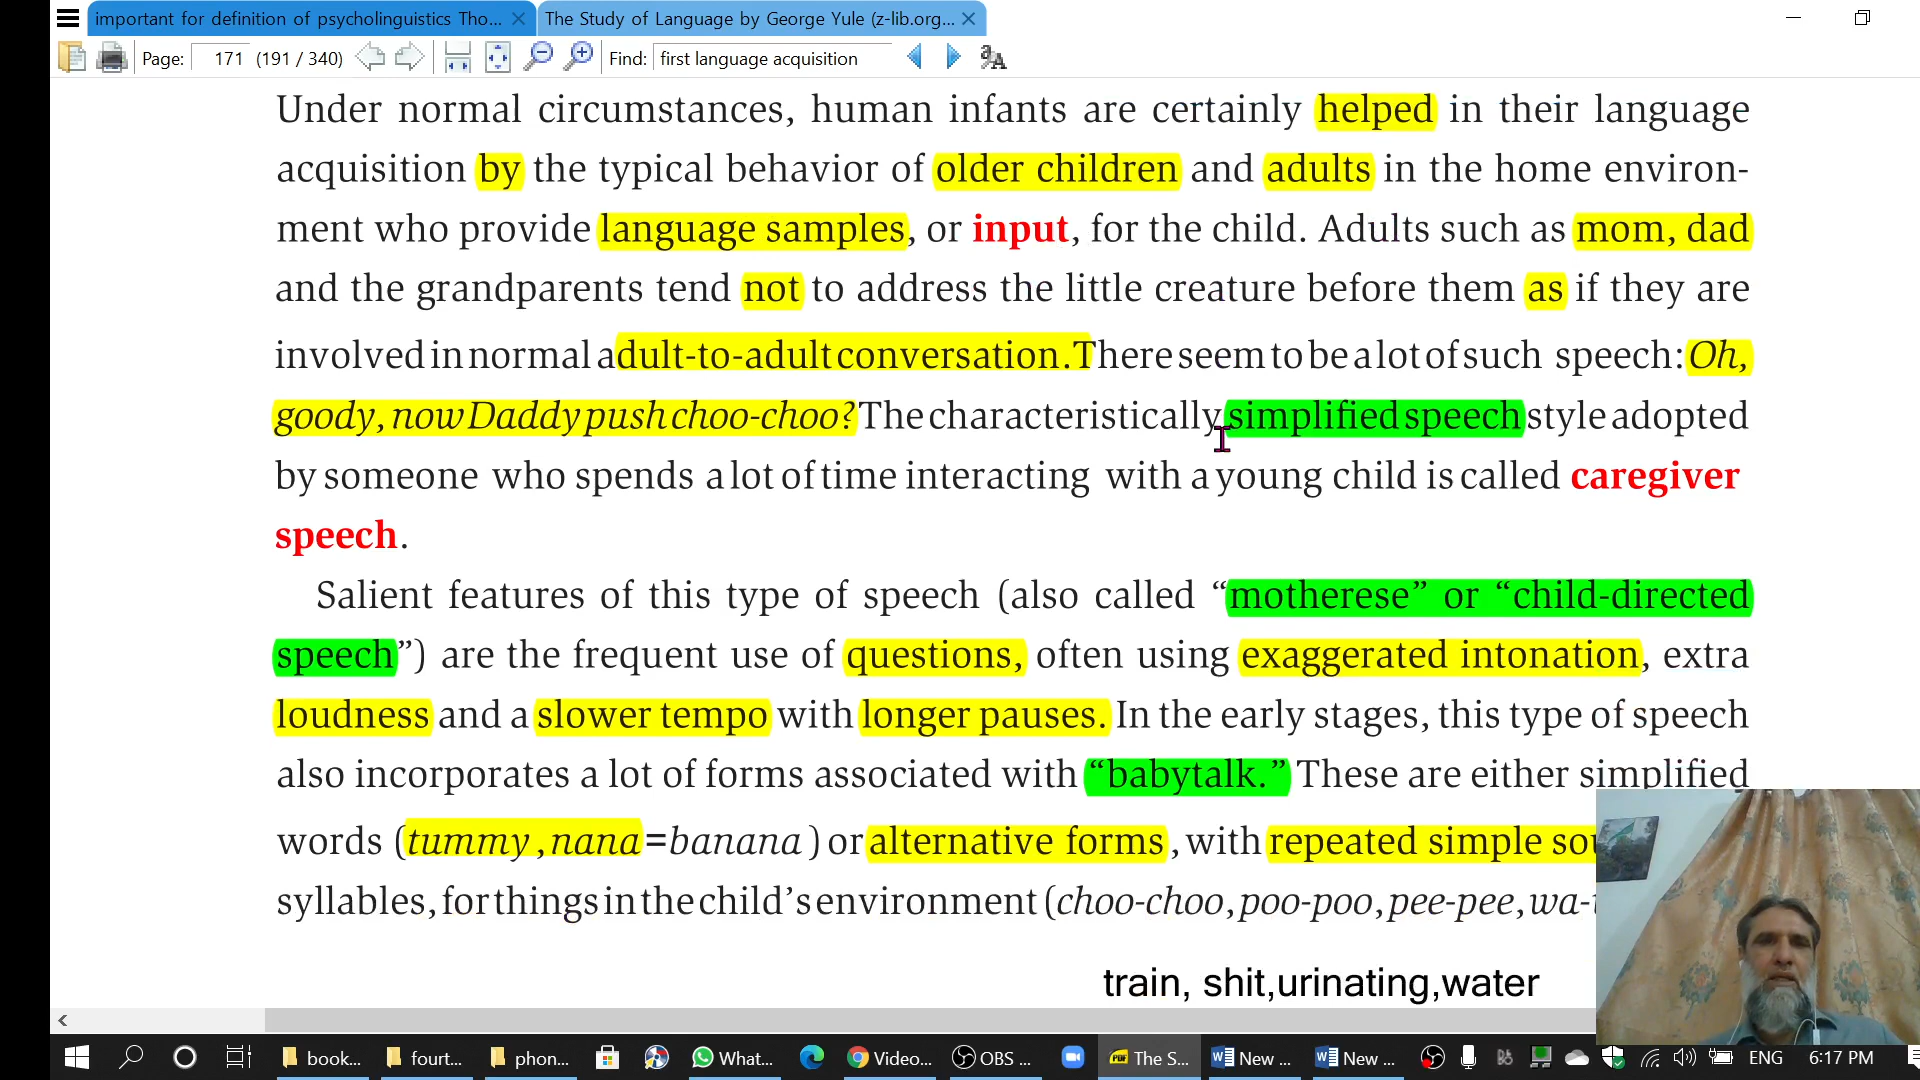 important for definition of psycholinguistics Tho... The Study of Language by George Yule (z-lib.org...
Page: 171 (191 / 340) Find: first language acquisition
Under normal circumstances, human infants are certainly helped in their language
acquisition by the typical behavior of older children and adults in the home environ-
ment who provide language samples, or input, for the child. Adults such as mom, dad
and the grandparents tend not to address the little creature before them as if they are
involved in normal adult-to-adult conversation. There seem to be a lot of such speech: Oh,
goody, now Daddy push choo-choo? The characteristically simplified speech style adopted
by someone who spends a lot of time interacting with a young child is called caregiver
speech.
Salient features of this type of speech (also called “motherese” or “child-directed
speech”) are the frequent use of questions, often using exaggerated intonation, extra
loudness and a slower tempo with longer pauses. In the early stages, this type of speech
also incorporates a lot of forms associated with “babytalk.” These are either simplified
words (tummy, nana=banana) or alternative forms, with repeated simple
syllables, for things in the child’s environment (choo-choo, poo-poo, pee-pee,
train, shit,urinating,water
book... fourt... phon... What... Video... OBS ... The S... New ... New ... ENG 6:17 PM